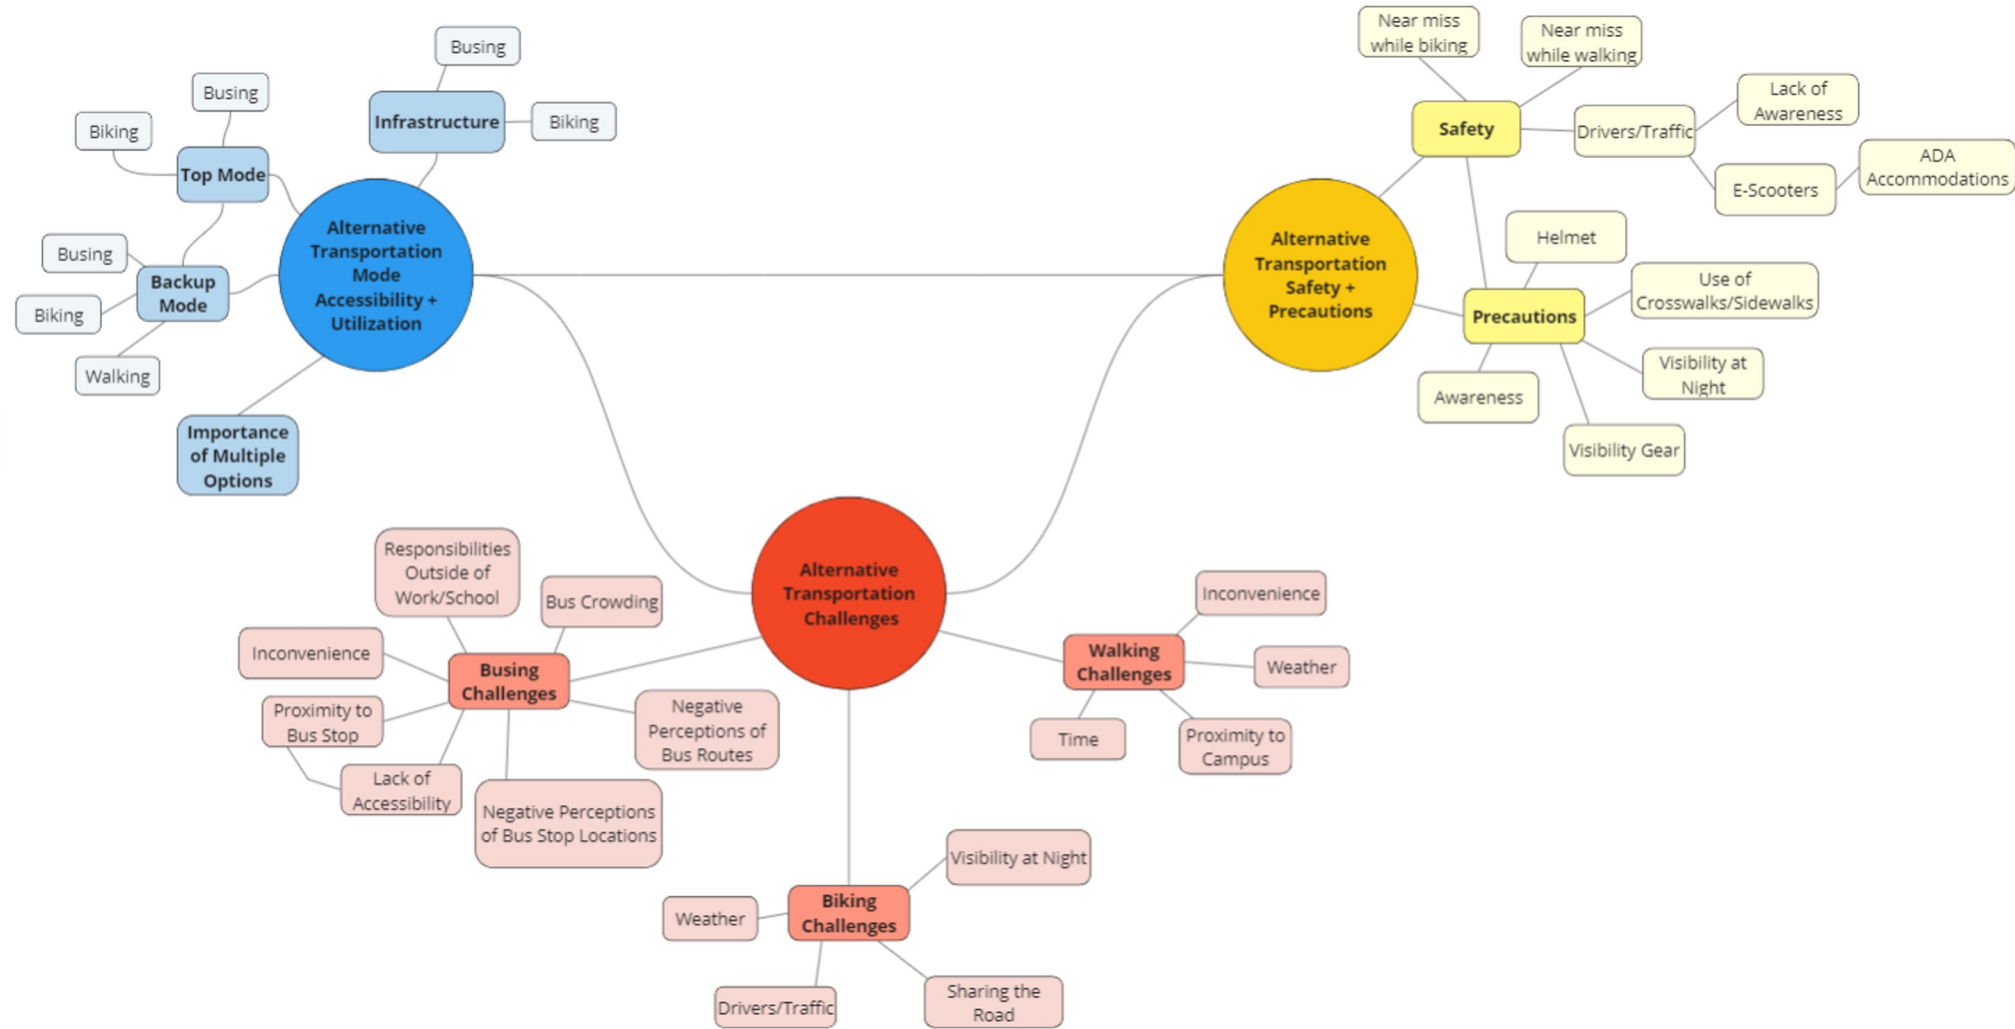 Busing
Infrastructure
Biking
Busing
Biking
Top Mode
Busing
Backup
Mode
Biking
Walking
Alternative
Transportation
Mode
Accessibility +
Utilization
Importance
of Multiple
Options
Near miss
while biking
Near miss
while walking
Safety
Drivers/Traffic
Lack of
Awareness
E-Scooters
ADA
Accommodations
Alternative
Transportation
Safety +
Precautions
Helmet
Precautions
Use of
Crosswalks/Sidewalks
Visibility at
Night
Awareness
Visibility Gear
Alternative
Transportation
Challenges
Responsibilities
Outside of
Work/School
Bus Crowding
Inconvenience
Busing
Challenges
Proximity to
Bus Stop
Lack of
Accessibility
Negative Perceptions
of Bus Stop Locations
Negative
Perceptions of
Bus Routes
Walking
Challenges
Inconvenience
Weather
Time
Proximity to
Campus
Biking
Challenges
Visibility at Night
Weather
Drivers/Traffic
Sharing the
Road